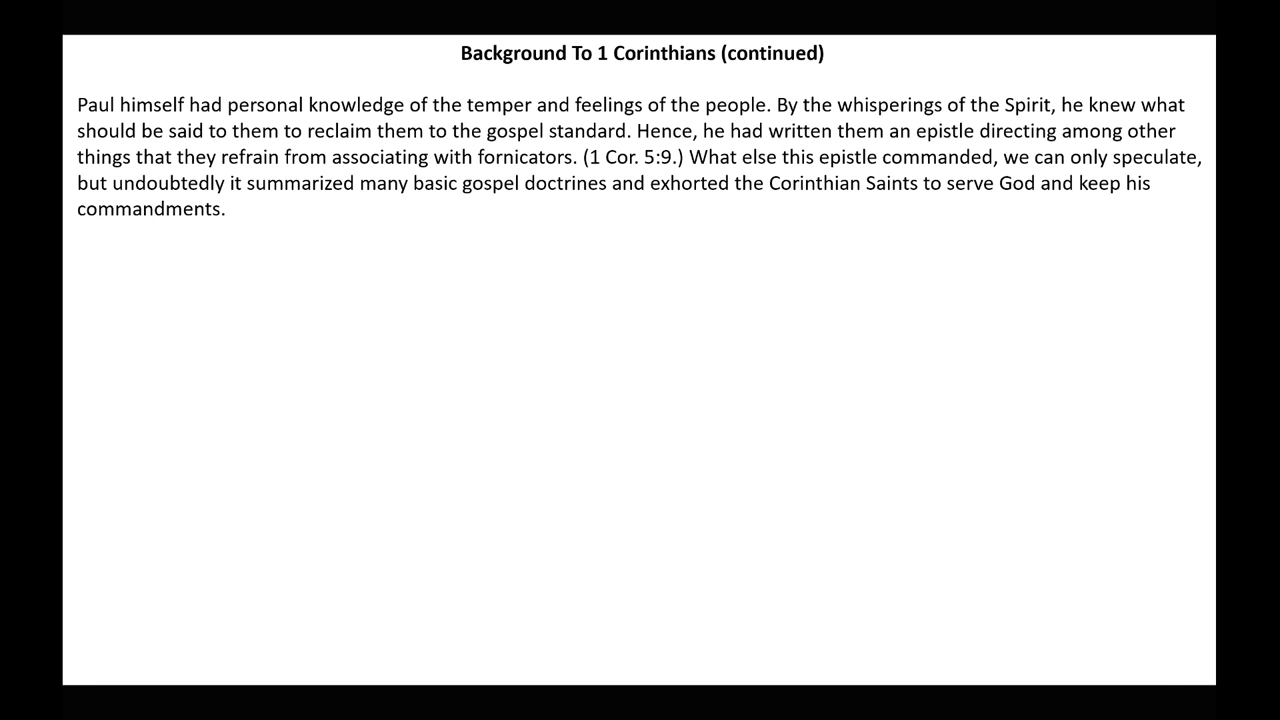 Background To 1 Corinthians (continued)
Paul himself had personal knowledge of the temper and feelings of the people. By the whisperings of the Spirit, he knew what
should be said to them to reclaim them to the gospel standard. Hence, he had written them an epistle directing among other
things that they refrain from associating with fornicators. (1 Cor. 5:9.) What else this epistle commanded, we can only speculate,
but undoubtedly it summarized many basic gospel doctrines and exhorted the Corinthian Saints to serve God and keep his
commandments.